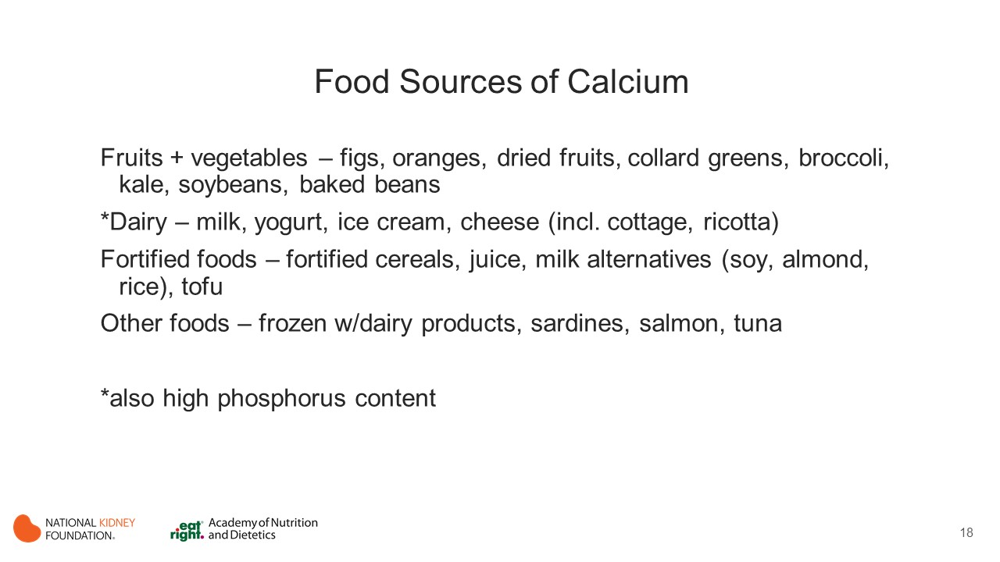 Food Sources of Calcium
Fruits + vegetables – figs, oranges, dried fruits, collard greens, broccoli,
kale, soybeans, baked beans
*Dairy – milk, yogurt, ice cream, cheese (incl. cottage, ricotta)
Fortified foods – fortified cereals, juice, milk alternatives (soy, almond,
rice), tofu
Other foods – frozen w/dairy products, sardines, salmon, tuna
*also high phosphorus content
NATIONAL KIDNEY
FOUNDATION®
eat
right.
Academy of Nutrition
and Dietetics
18